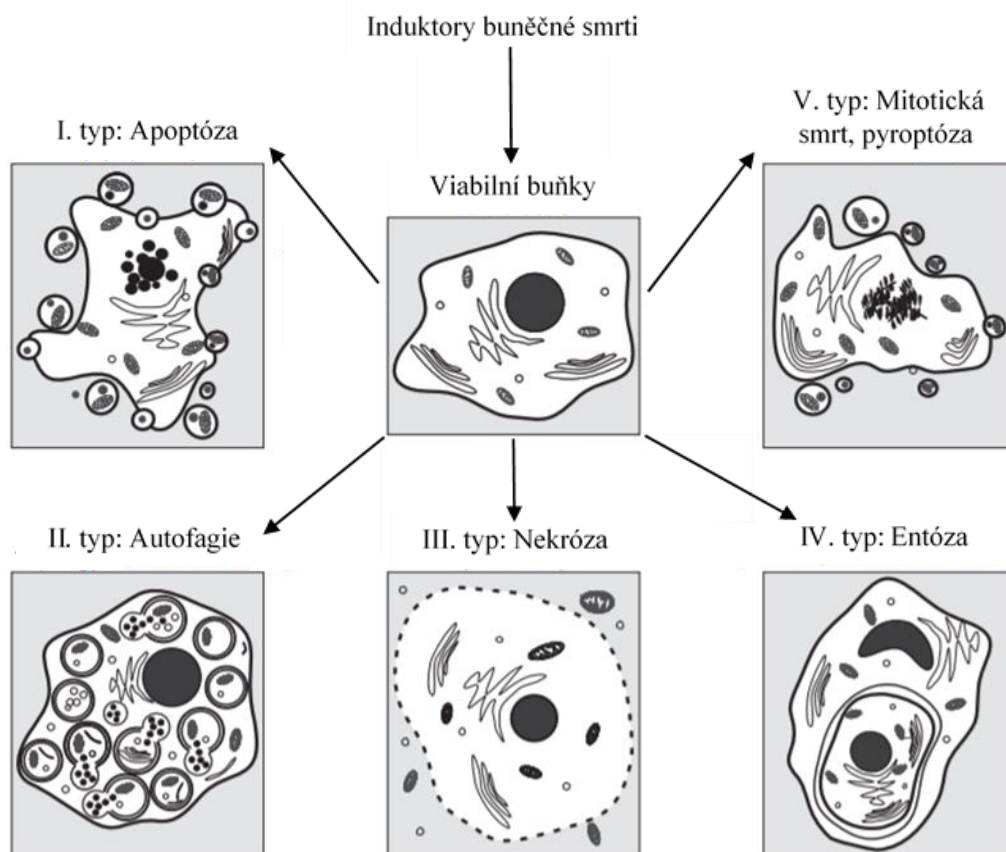 Induktory buněčné smrti
I. typ: Apoptóza
V. typ: Mitotická
smrt, pyroptóza
Viabilní buňky
II. typ: Autofagie
III. typ: Nekróza
IV. typ: Entóza